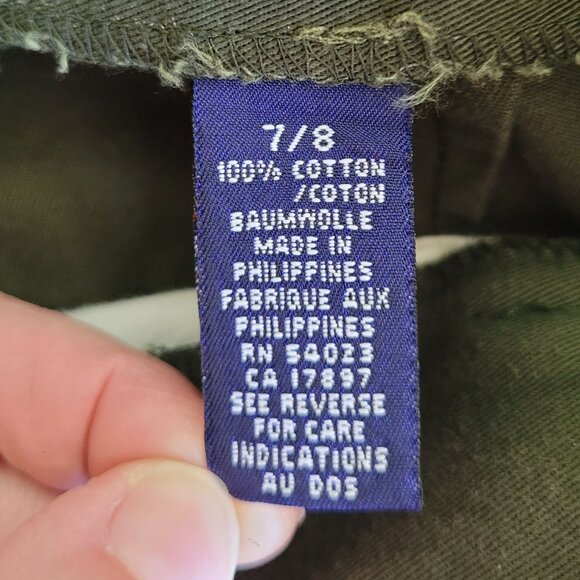 7/8
100% COTTON
/COTON
BAUMWOLLE
MADE IN
PHILIPPINES
FABRIQUE AUX
PHILIPPINES
RN 54023
CA 17897
SEE REVERSE
FOR CARE
INDICATIONS
AU DOS